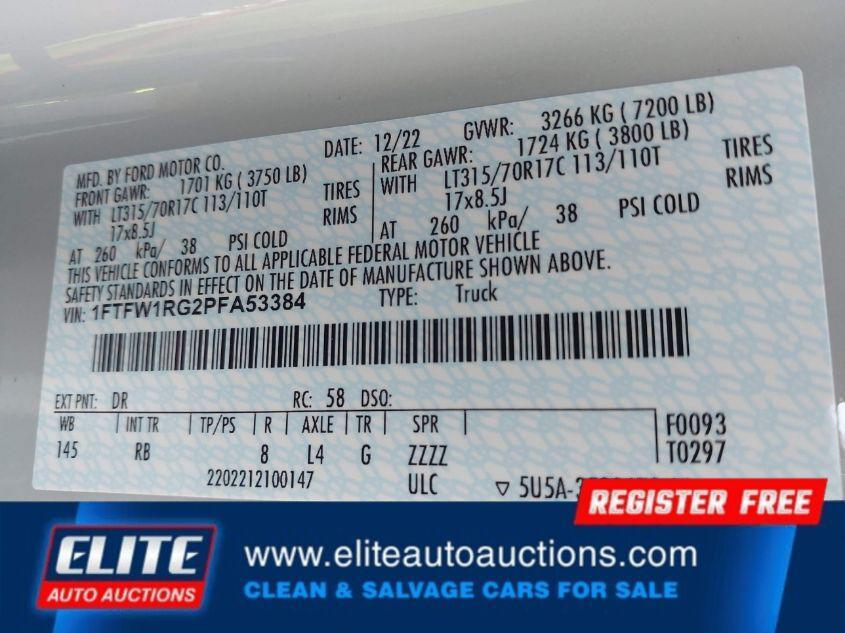 MFD. BY FORD MOTOR CO. DATE: 12/22 GVWR: 3266 KG ( 7200 LB)
FRONT GAWR: 1701 KG ( 3750 LB)
WITH LT315/70R17C 113/110T TIRES
17x8.5J RIMS
AT 260 kPa/ 38 PSI COLD
REAR GAWR: 1724 KG ( 3800 LB)
WITH LT315/70R17C 113/110T TIRES
17x8.5J RIMS
AT 260 kPa/ 38 PSI COLD
THIS VEHICLE CONFORMS TO ALL APPLICABLE FEDERAL MOTOR VEHICLE
SAFETY STANDARDS IN EFFECT ON THE DATE OF MANUFACTURE SHOWN ABOVE.
VIN: 1FTFW1RG2PFA53384 TYPE: Truck
EXT PNT: DR RC: 58 DSO:
WB INT TR TP/PS R AXLE TR SPR
145 RB 8 L4 G ZZZZ
F0093
T0297
2202212100147 ULC ▽ 5U5A-
REGISTER FREE
ELITE
AUTO AUCTIONS
www.eliteautoauctions.com
CLEAN & SALVAGE CARS FOR SALE